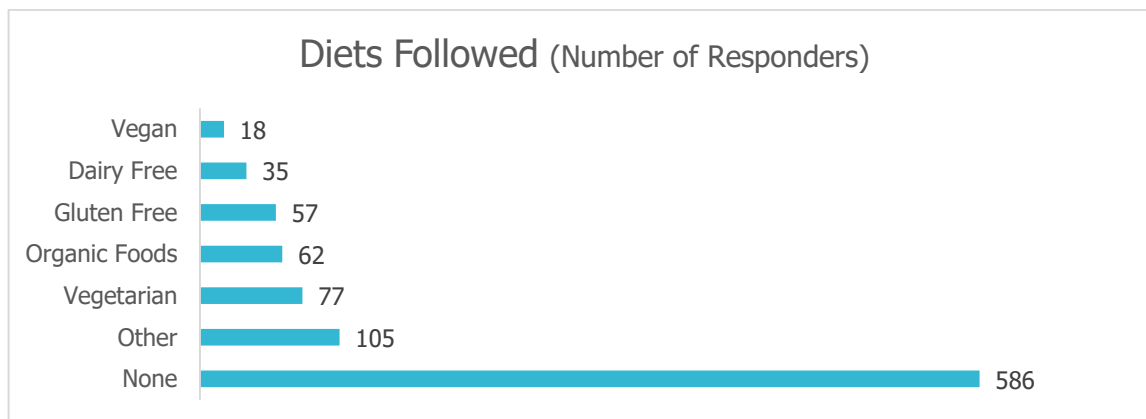 Diets Followed (Number of Responders)
Vegan 18
Dairy Free 35
Gluten Free 57
Organic Foods 62
Vegetarian 77
Other 105
None 586